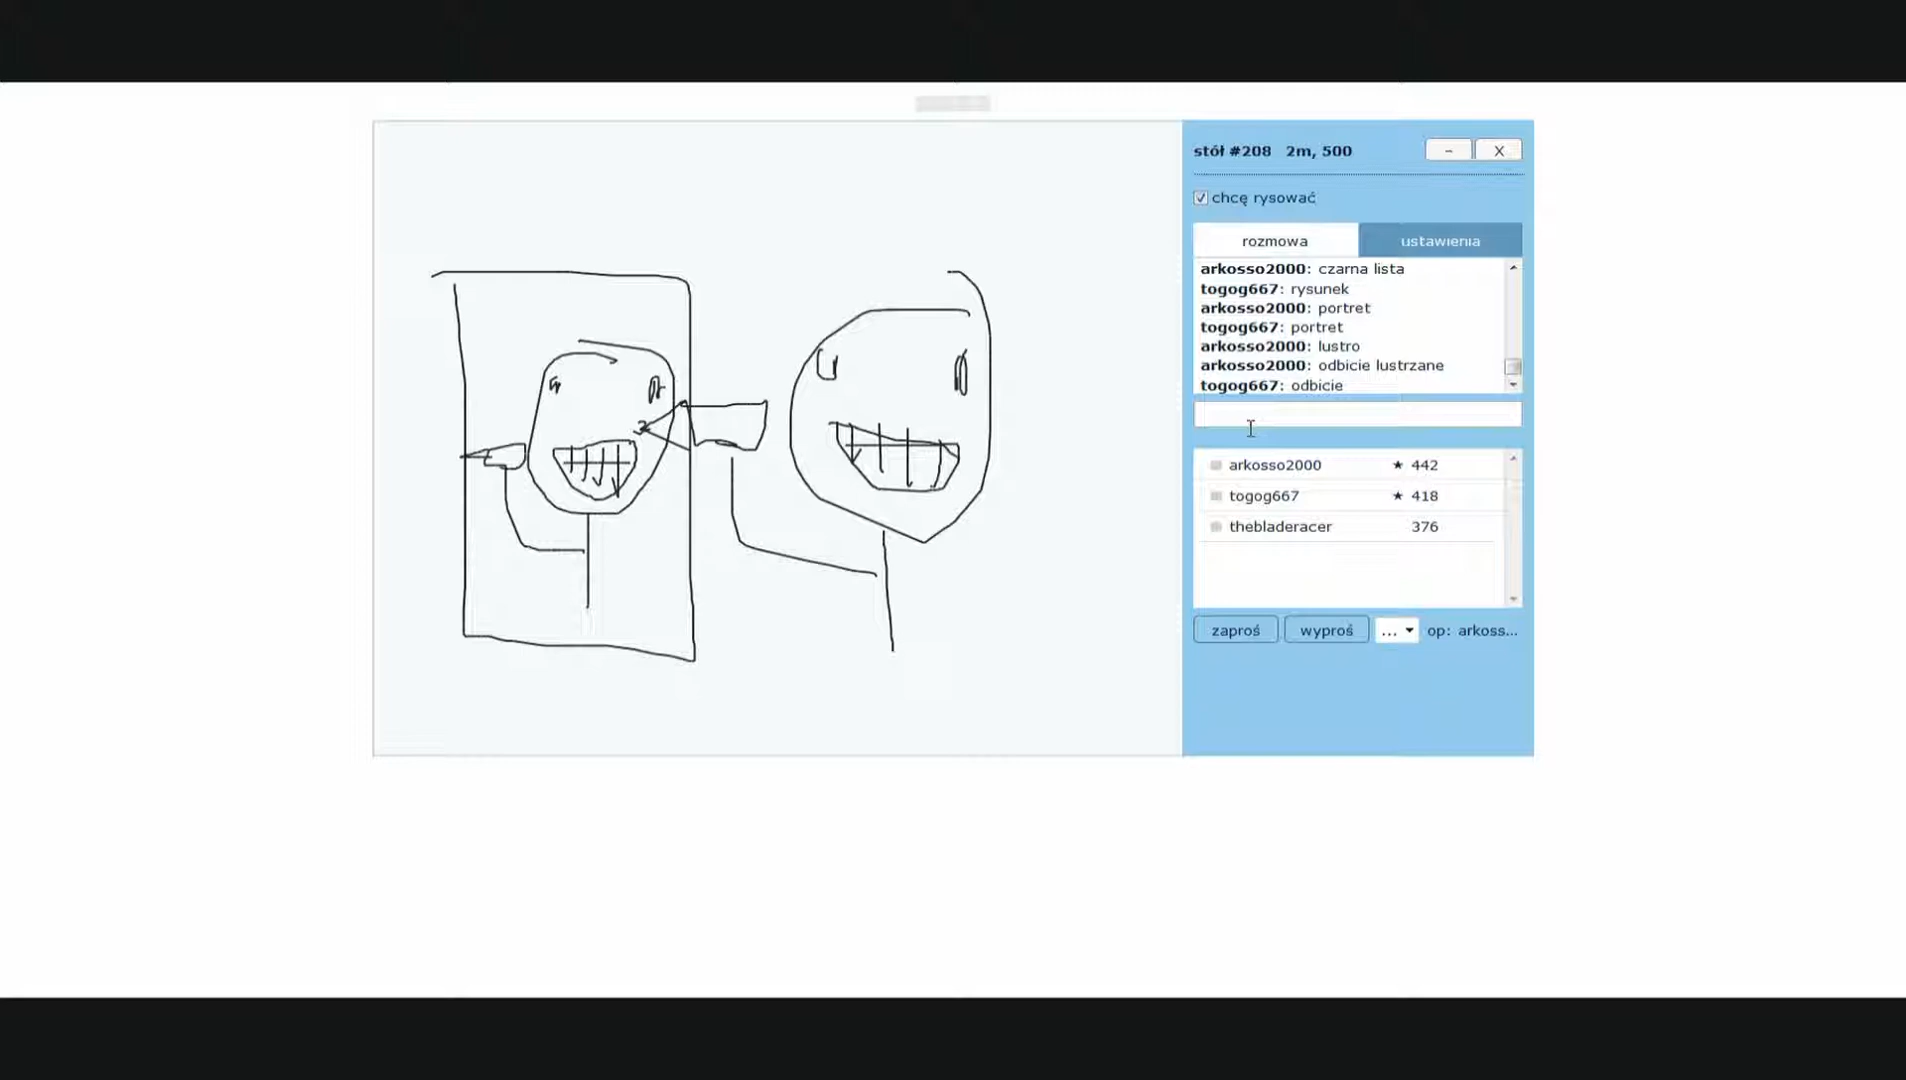 stół #208 2m, 500
– X
chcę rysować
rozmowa ustawienia
arkosso2000: czarna lista
togog667: rysunek
arkosso2000: portret
togog667: portret
arkosso2000: lustro
arkosso2000: odbicie lustrzane
togog667: odbicie
arkosso2000 ★ 442
togog667 ★ 418
thebladeracer 376
zaproś wyproś ... op: arkoss...